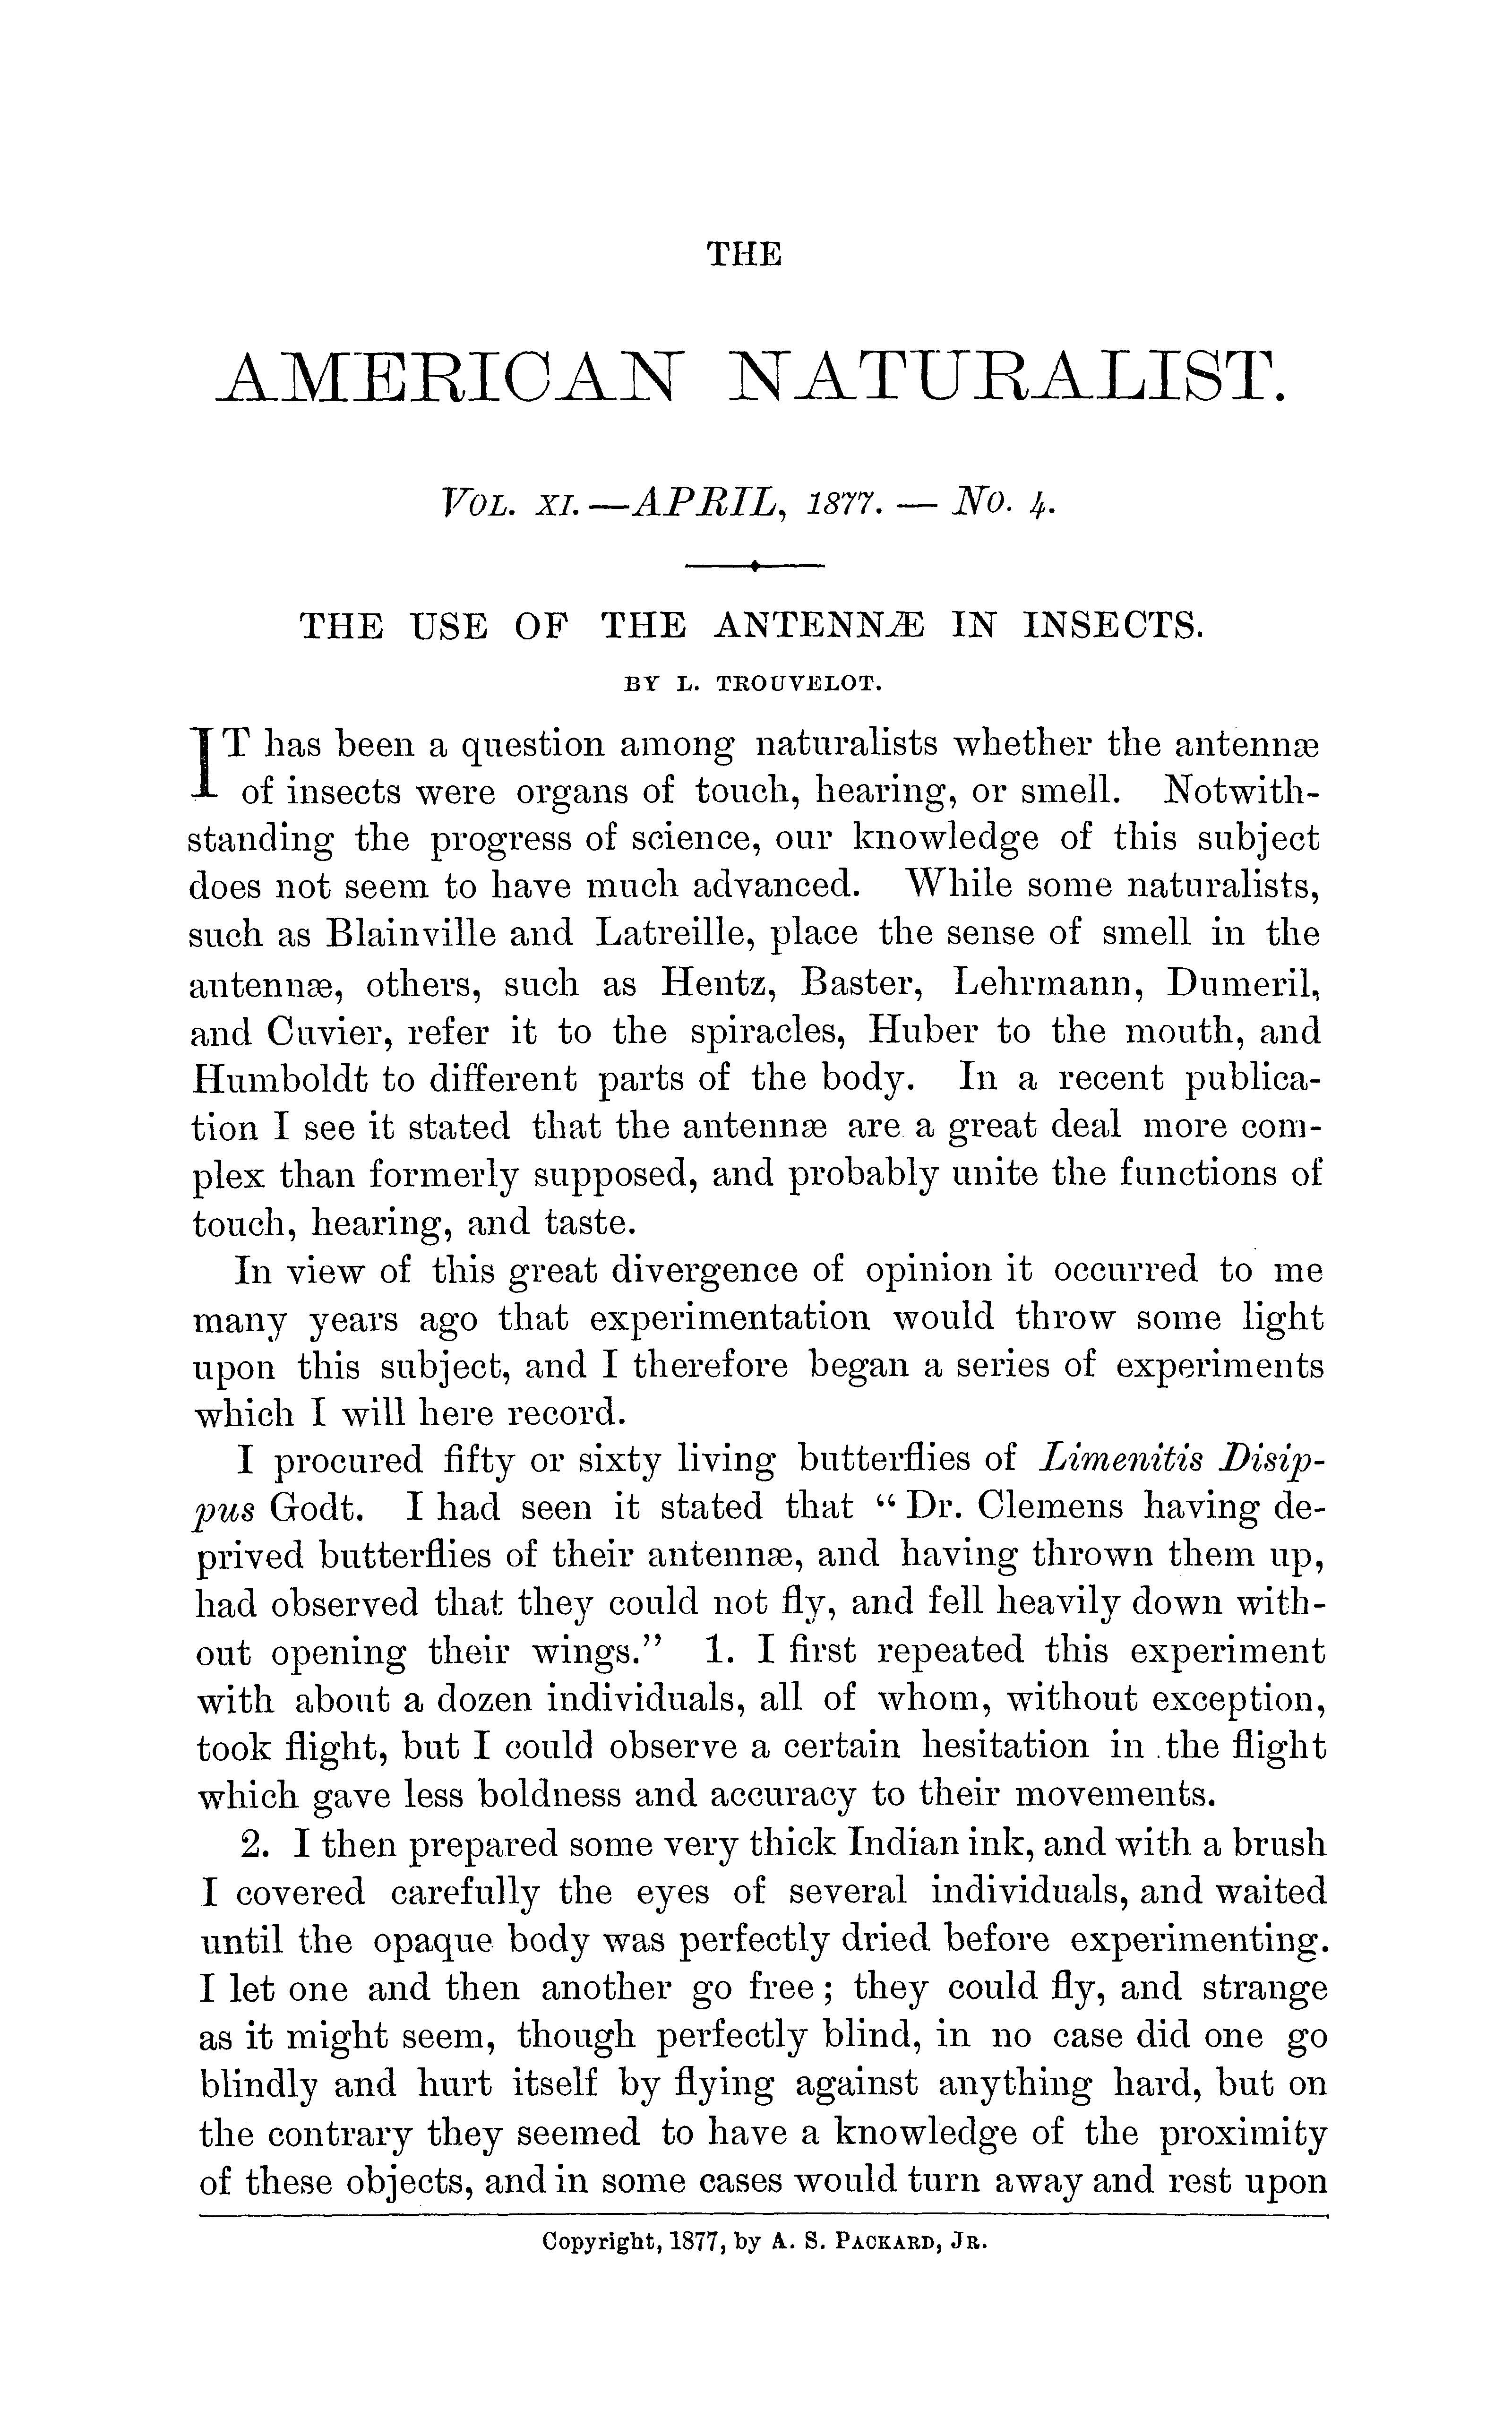 THE
AMERICAN NATURALIST.
VOL. XI.—APRIL, 1877. — No. 4.
THE USE OF THE ANTENNÆ IN INSECTS.
BY L. TROUVELOT.
IT has been a question among naturalists whether the antennæ
of insects were organs of touch, hearing, or smell. Notwith-
standing the progress of science, our knowledge of this subject
does not seem to have much advanced. While some naturalists,
such as Blainville and Latreille, place the sense of smell in the
antennæ, others, such as Hentz, Baster, Lehrmann, Dumeril,
and Cuvier, refer it to the spiracles, Huber to the mouth, and
Humboldt to different parts of the body. In a recent publica-
tion I see it stated that the antennæ are a great deal more com-
plex than formerly supposed, and probably unite the functions of
touch, hearing, and taste.
In view of this great divergence of opinion it occurred to me
many years ago that experimentation would throw some light
upon this subject, and I therefore began a series of experiments
which I will here record.
I procured fifty or sixty living butterflies of Limenitis Disip-
pus Godt. I had seen it stated that “ Dr. Clemens having de-
prived butterflies of their antennæ, and having thrown them up,
had observed that they could not fly, and fell heavily down with-
out opening their wings.” 1. I first repeated this experiment
with about a dozen individuals, all of whom, without exception,
took flight, but I could observe a certain hesitation in the flight
which gave less boldness and accuracy to their movements.
2. I then prepared some very thick Indian ink, and with a brush
I covered carefully the eyes of several individuals, and waited
until the opaque body was perfectly dried before experimenting.
I let one and then another go free ; they could fly, and strange
as it might seem, though perfectly blind, in no case did one go
blindly and hurt itself by flying against anything hard, but on
the contrary they seemed to have a knowledge of the proximity
of these objects, and in some cases would turn away and rest upon
Copyright, 1877, by A. S. PACKARD, JR.